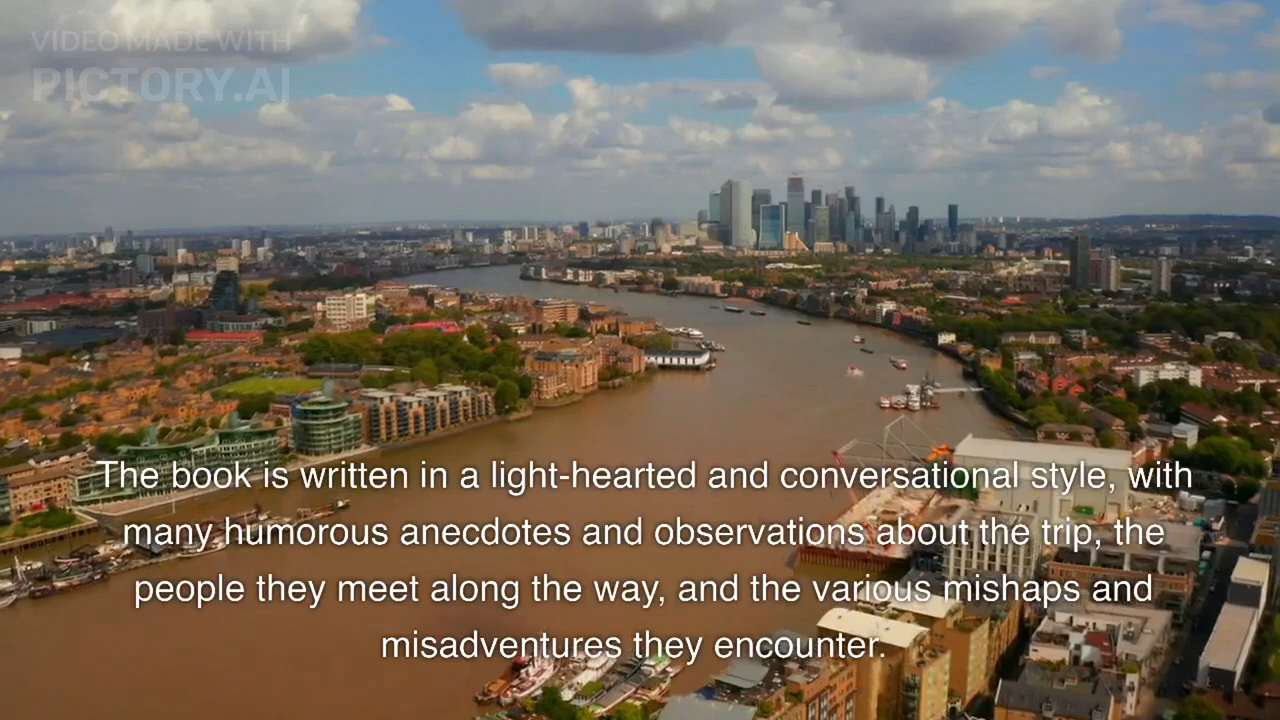 VIDEO MADE WITH
PICTORY.AI
The book is written in a light-hearted and conversational style, with
many humorous anecdotes and observations about the trip, the
people they meet along the way, and the various mishaps and
misadventures they encounter.